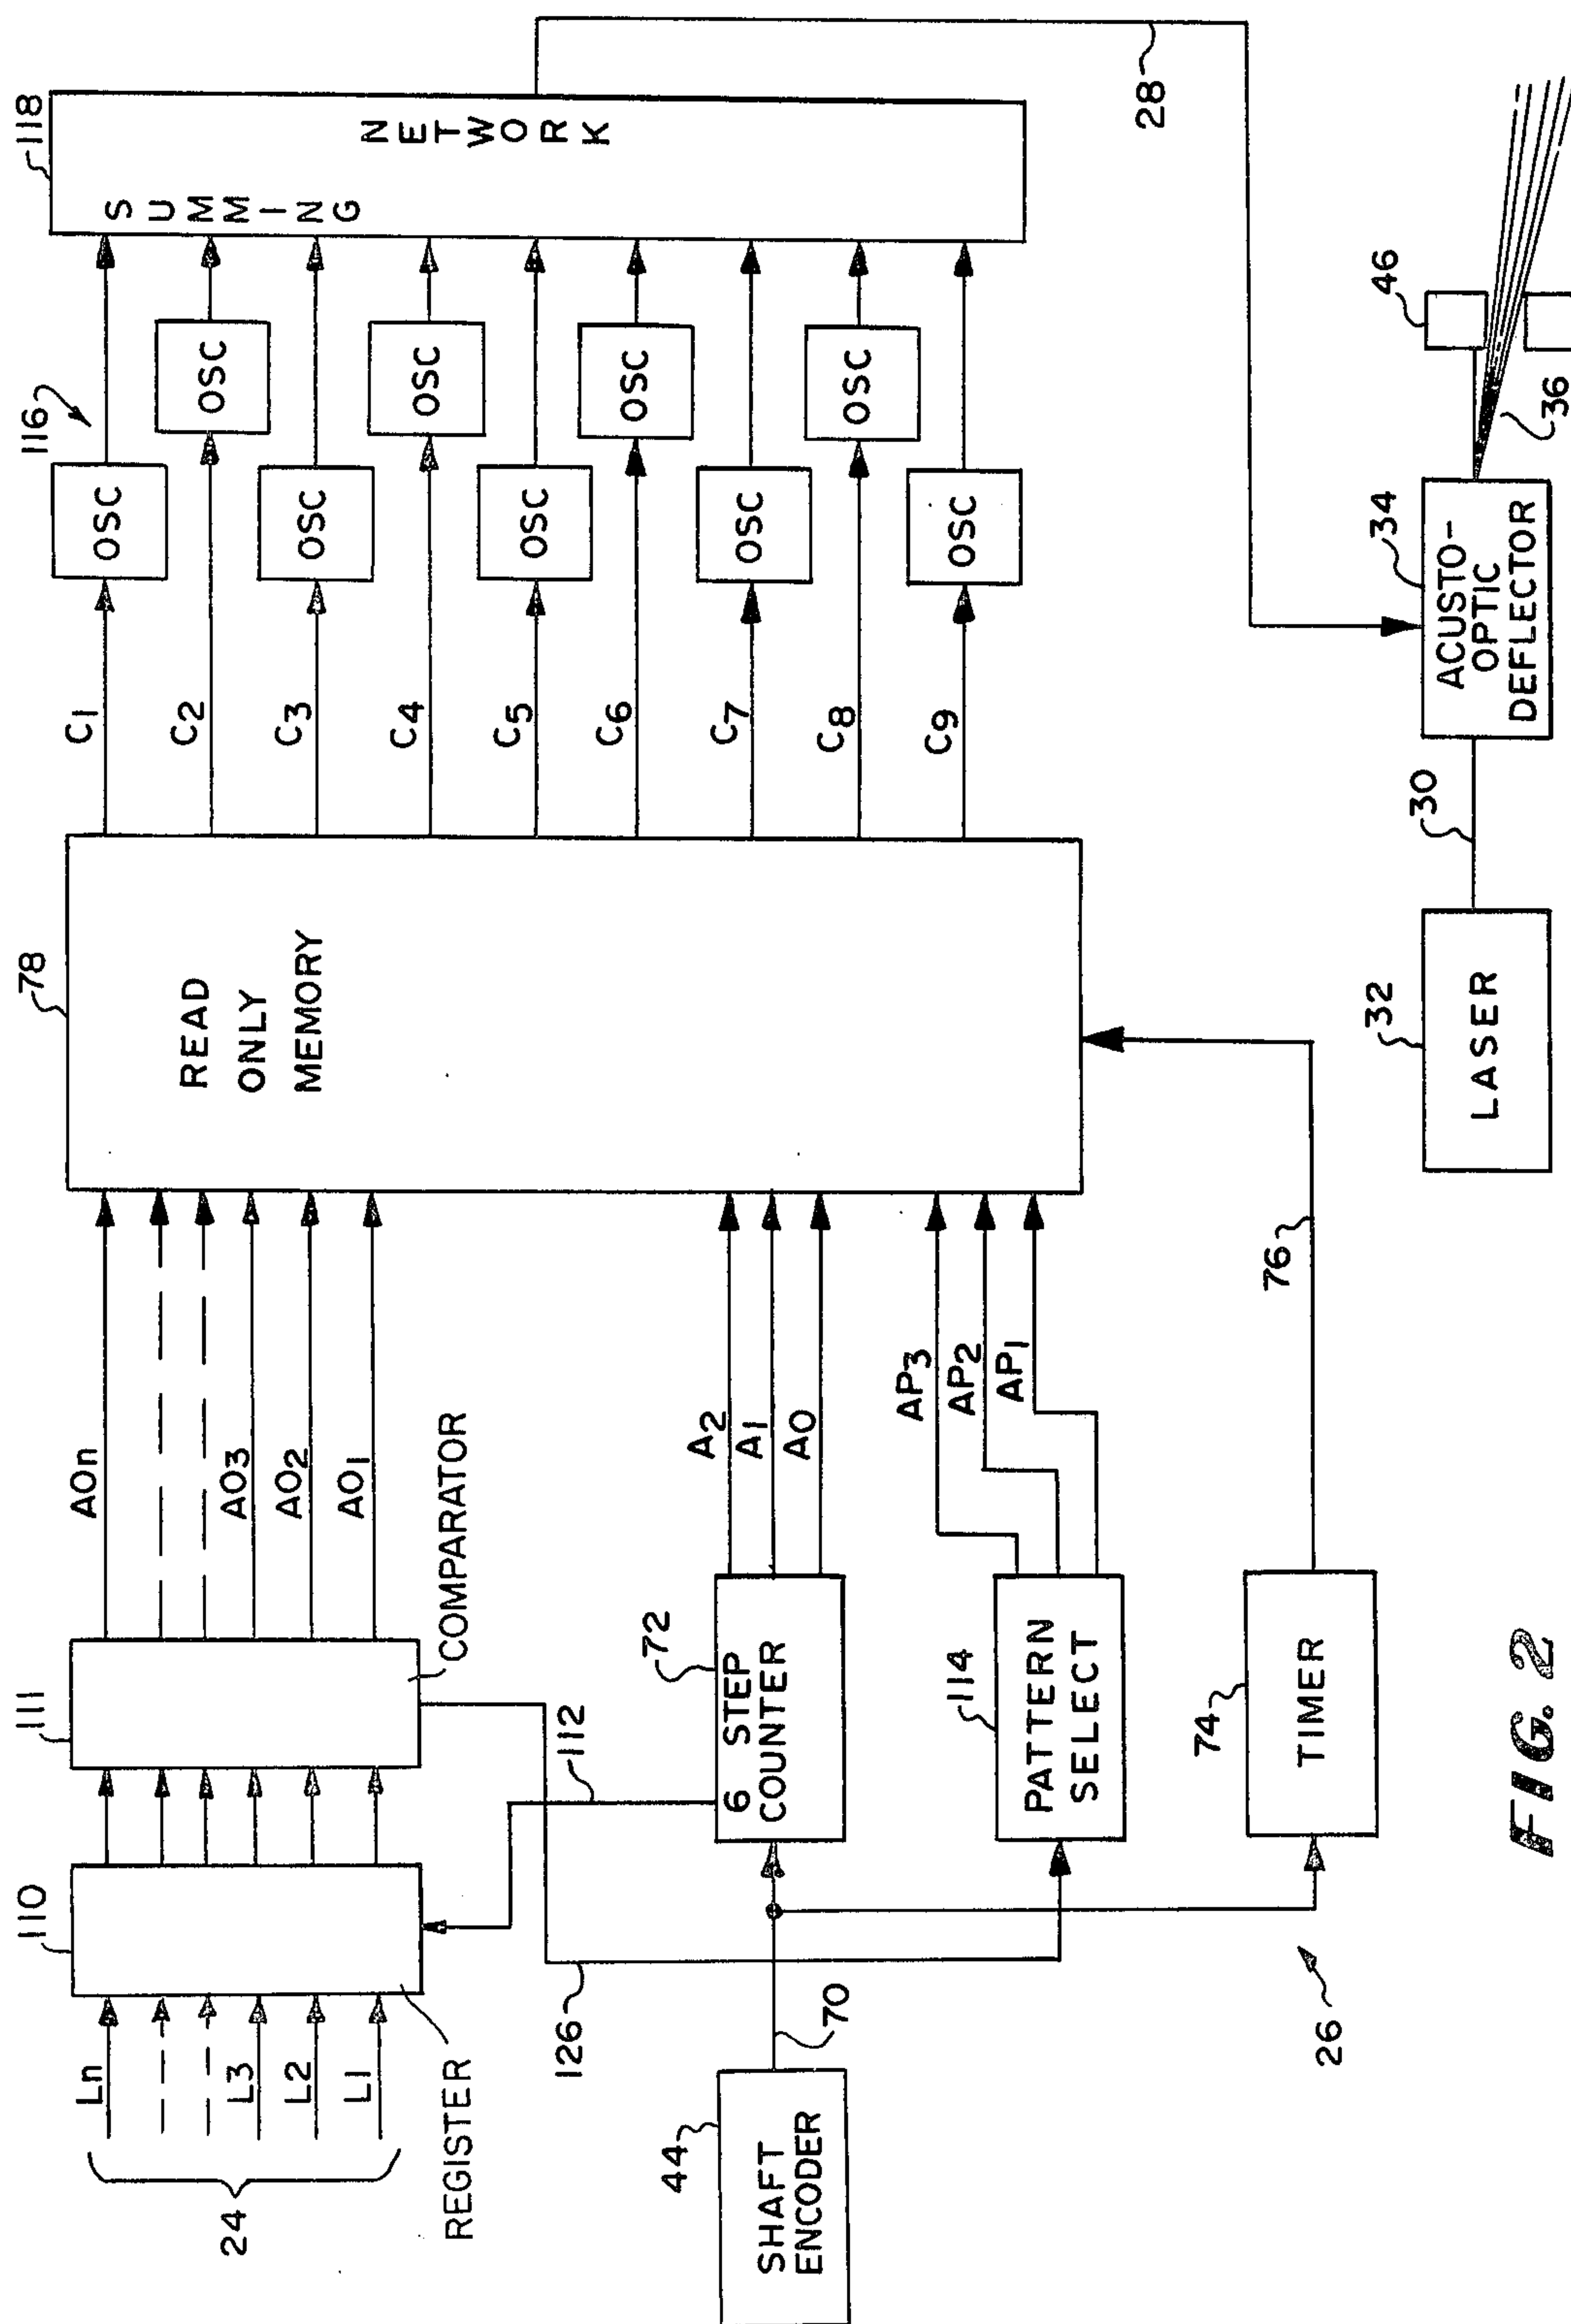 24
Ln
L3
L2
L1
REGISTER
110
111
COMPARATOR
AOn
AO3
AO2
AO1
112
126
44
SHAFT
ENCODER
70
72
6 STEP
COUNTER
A2
A1
AO
114
PATTERN
SELECT
AP3
AP2
AP1
74
TIMER
76
26
78
READ
ONLY
MEMORY
C1
C2
C3
C4
C5
C6
C7
C8
C9
116
OSC
OSC
OSC
OSC
OSC
OSC
OSC
OSC
OSC
118
SUMMING
NETWORK
28
32
LASER
30
34
ACUSTO-
OPTIC
DEFLECTOR
36
46
FIG. 2